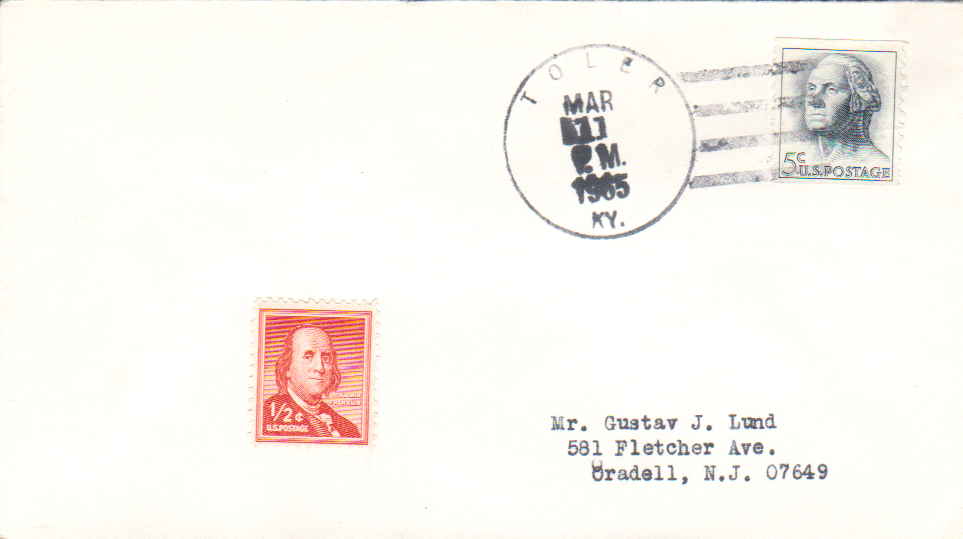 TOLER
MAR
11
P.M.
1965
KY.
5c
U.S.POSTAGE
1/2 ¢
U.S.POSTAGE
Mr. Gustav J. Lund
581 Fletcher Ave.
Oradell, N.J. 07649